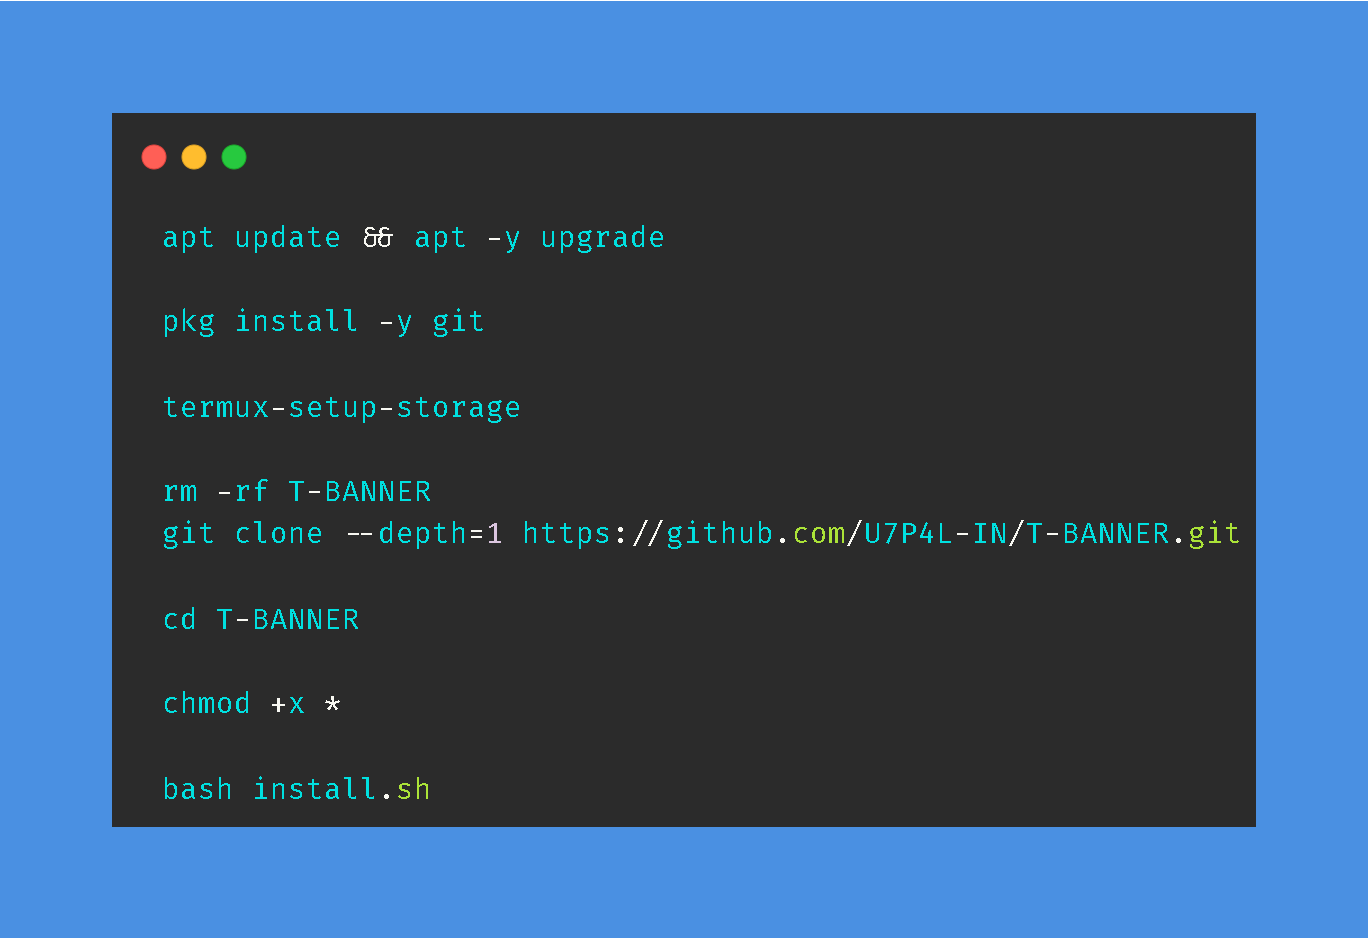 apt update && apt -y upgrade
pkg install -y git
termux-setup-storage
rm -rf T-BANNER
git clone --depth=1 https://github.com/U7P4L-IN/T-BANNER.git
cd T-BANNER
chmod +x *
bash install.sh